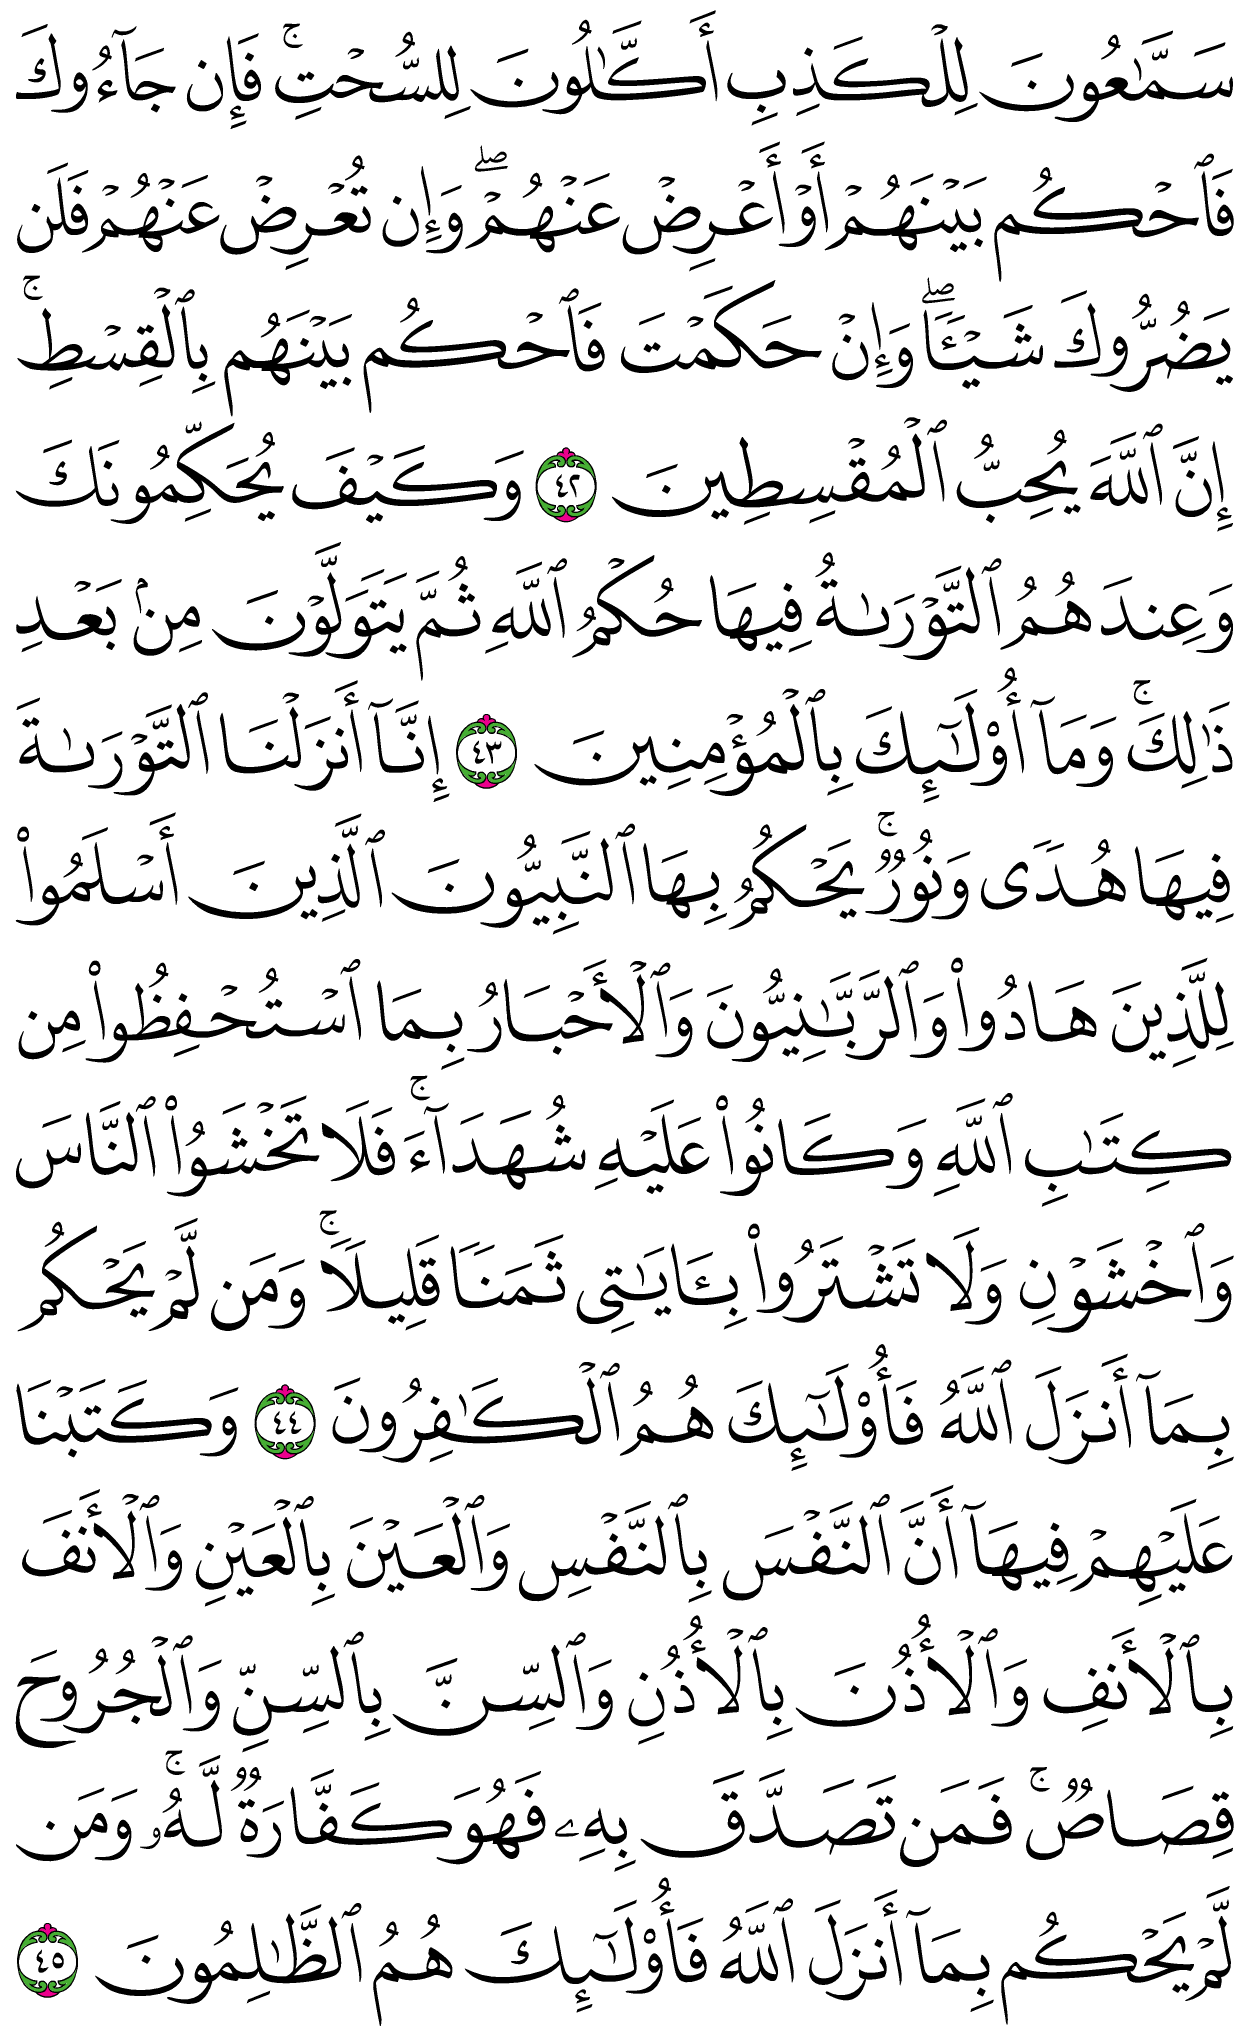 سَمَّٰعُونَ لِلۡكَذِبِ أَكَّٰلُونَ لِلسُّحۡتِۚ فَإِن جَآءُوكَ
فَٱحۡكُم بَيۡنَهُمۡ أَوۡ أَعۡرِضۡ عَنۡهُمۡۖ وَإِن تُعۡرِضۡ عَنۡهُمۡ فَلَن
يَضُرُّوكَ شَيۡـٔٗاۖ وَإِنۡ حَكَمۡتَ فَٱحۡكُم بَيۡنَهُم بِٱلۡقِسۡطِۚ
إِنَّ ٱللَّهَ يُحِبُّ ٱلۡمُقۡسِطِينَ ٤٢ وَكَيۡفَ يُحَكِّمُونَكَ
وَعِندَهُمُ ٱلتَّوۡرَىٰةُ فِيهَا حُكۡمُ ٱللَّهِ ثُمَّ يَتَوَلَّوۡنَ مِنۢ بَعۡدِ
ذَٰلِكَۚ وَمَآ أُوْلَٰٓئِكَ بِٱلۡمُؤۡمِنِينَ ٤٣ إِنَّآ أَنزَلۡنَا ٱلتَّوۡرَىٰةَ
فِيهَا هُدٗى وَنُورٞۚ يَحۡكُمُ بِهَا ٱلنَّبِيُّونَ ٱلَّذِينَ أَسۡلَمُواْ
لِلَّذِينَ هَادُواْ وَٱلرَّبَّٰنِيُّونَ وَٱلۡأَحۡبَارُ بِمَا ٱسۡتُحۡفِظُواْ مِن
كِتَٰبِ ٱللَّهِ وَكَانُواْ عَلَيۡهِ شُهَدَآءَۚ فَلَا تَخۡشَوُاْ ٱلنَّاسَ
وَٱخۡشَوۡنِ وَلَا تَشۡتَرُواْ بِـَٔايَٰتِي ثَمَنٗا قَلِيلٗاۚ وَمَن لَّمۡ يَحۡكُم
بِمَآ أَنزَلَ ٱللَّهُ فَأُوْلَٰٓئِكَ هُمُ ٱلۡكَٰفِرُونَ ٤٤ وَكَتَبۡنَا
عَلَيۡهِمۡ فِيهَآ أَنَّ ٱلنَّفۡسَ بِٱلنَّفۡسِ وَٱلۡعَيۡنَ بِٱلۡعَيۡنِ وَٱلۡأَنفَ
بِٱلۡأَنفِ وَٱلۡأُذُنَ بِٱلۡأُذُنِ وَٱلسِّنَّ بِٱلسِّنِّ وَٱلۡجُرُوحَ
قِصَاصٞۚ فَمَن تَصَدَّقَ بِهِۦ فَهُوَ كَفَّارَةٞ لَّهُۥۚ وَمَن
لَّمۡ يَحۡكُم بِمَآ أَنزَلَ ٱللَّهُ فَأُوْلَٰٓئِكَ هُمُ ٱلظَّٰلِمُونَ ٤٥